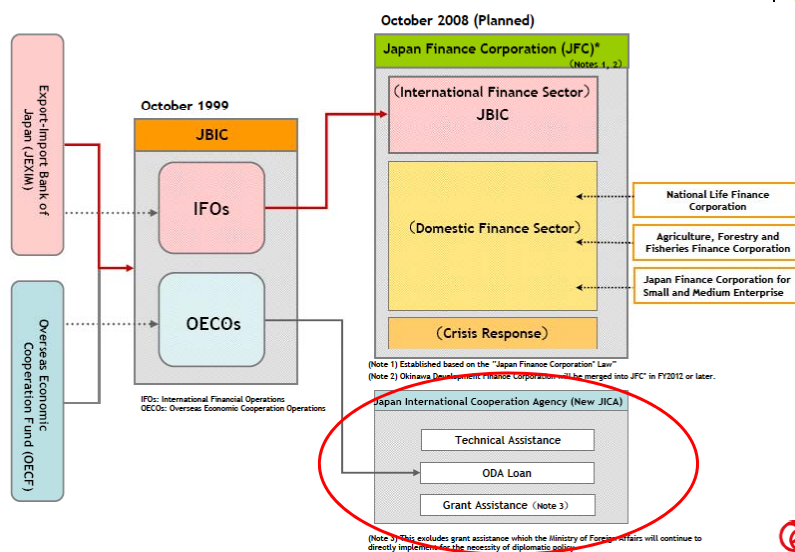 October 2008 (Planned)
Japan Finance Corporation (JFC)*
(Notes 1, 2)
Export-Import Bank of
Japan (JEXIM)
(International Finance Sector)
JBIC
October 1999
JBIC
IFOs
National Life Finance
Corporation
(Domestic Finance Sector)
Agriculture, Forestry and
Fisheries Finance Corporation
Japan Finance Corporation for
Small and Medium Enterprise
Overseas Economic
Cooperation Fund (OECF)
OECOs
(Crisis Response)
(Note 1) Established based on the "Japan Finance Corporation" Law"
(Note 2) Okinawa Development Finance Corporation will be merged into JFC* in FY2012 or later.
IFOs: International Financial Operations
OECOs: Overseas Economic Cooperation Operations
Japan International Cooperation Agency (New JICA)
Technical Assistance
ODA Loan
Grant Assistance (Note 3)
(Note 3) This excludes grant assistance which the Ministry of Foreign Affairs will continue to
directly implement for the necessity of diplomatic policy